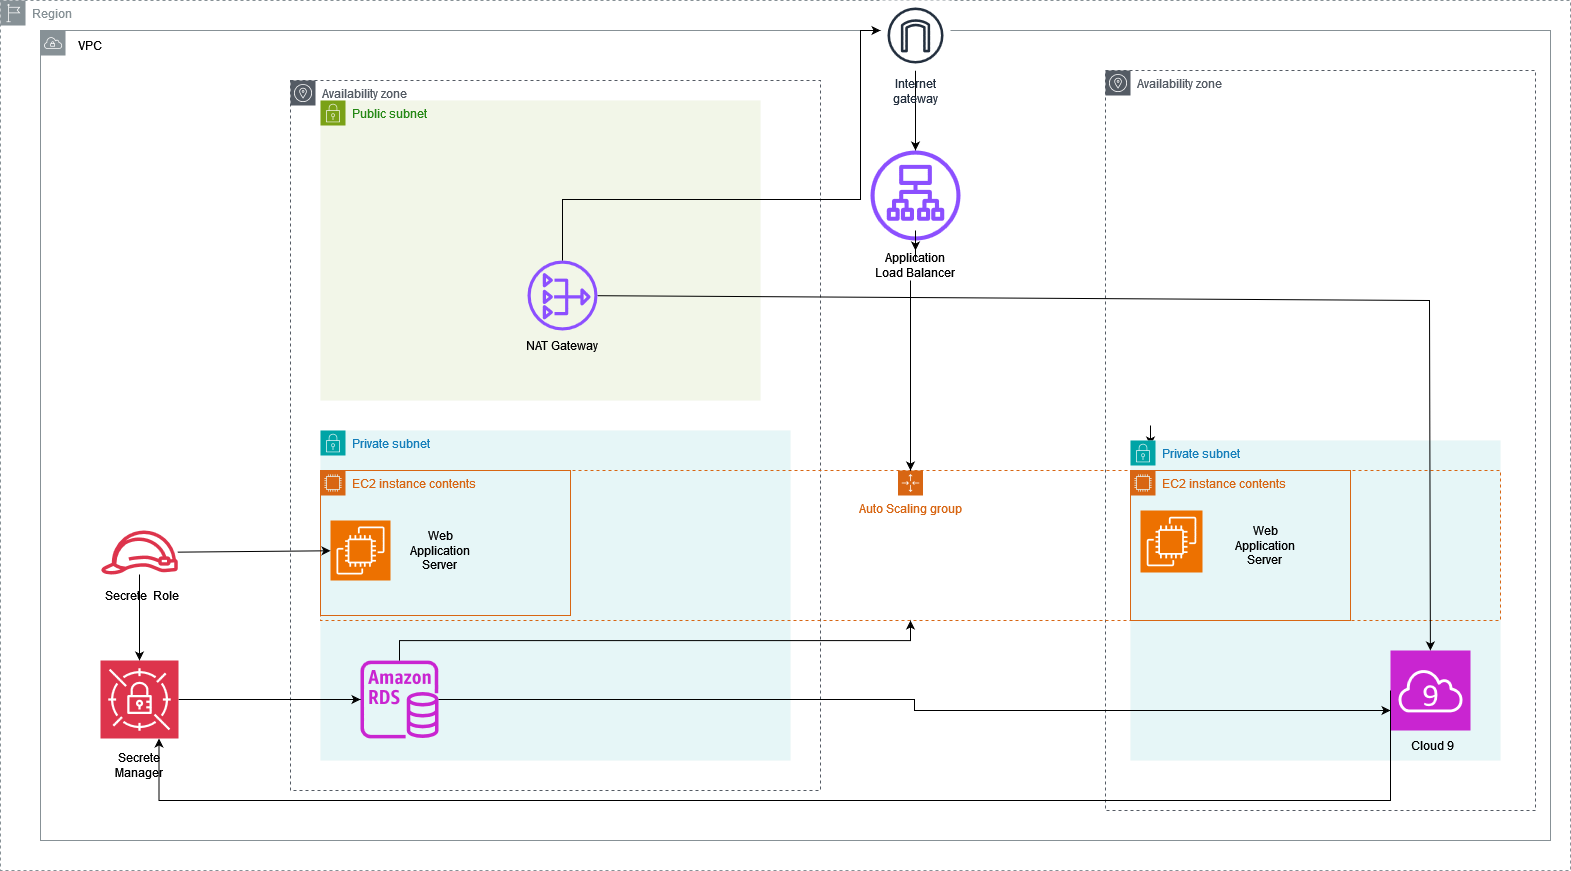 Region
VPC
Internet
gateway
Availability zone
Availability zone
Public subnet
Application
Load Balancer
NAT Gateway
Private subnet
Private subnet
EC2 instance contents
EC2 instance contents
Auto Scaling group
Web
Application
Server
Web
Application
Server
Secrete Role
Amazon
RDS
9
Cloud 9
Secrete
Manager